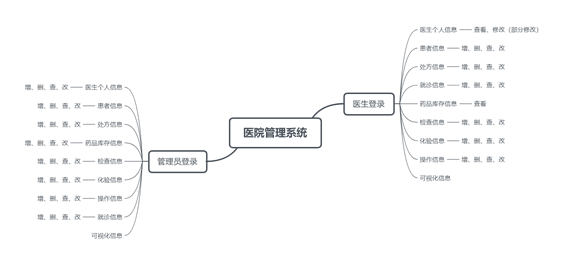 医院管理系统
医生登录
医生个人信息 查看、修改（部分修改）
患者信息 增、删、查、改
处方信息 增、删、查、改
就诊信息 增、删、查、改
药品库存信息 查看
检查信息 增、删、查、改
化验信息 增、删、查、改
操作信息 增、删、查、改
可视化信息
管理员登录
增、删、查、改 医生个人信息
增、删、查、改 患者信息
增、删、查、改 处方信息
增、删、查、改 药品库存信息
增、删、查、改 检查信息
增、删、查、改 化验信息
增、删、查、改 操作信息
增、删、查、改 就诊信息
可视化信息